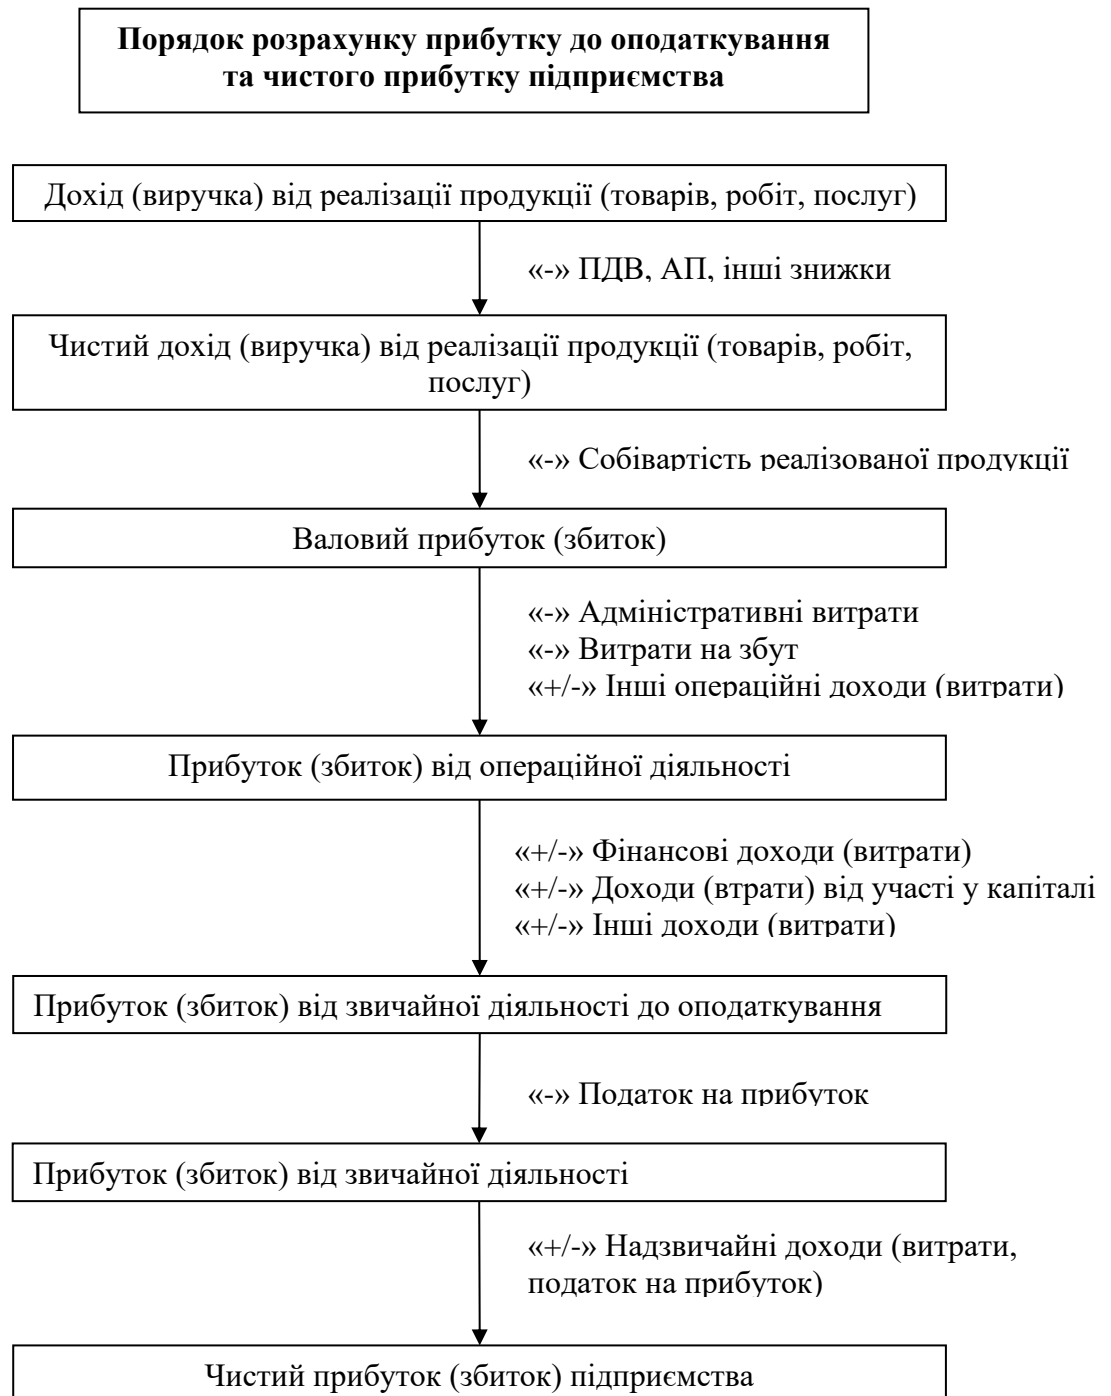 Порядок розрахунку прибутку до оподаткування
та чистого прибутку підприємства
Дохід (виручка) від реалізації продукції (товарів, робіт, послуг)
«-» ПДВ, АП, інші знижки
Чистий дохід (виручка) від реалізації продукції (товарів, робіт,
послуг)
«-» Собівартість реалізованої продукції
Валовий прибуток (збиток)
«-» Адміністративні витрати
«-» Витрати на збут
«+/-» Інші операційні доходи (витрати)
Прибуток (збиток) від операційної діяльності
«+/-» Фінансові доходи (витрати)
«+/-» Доходи (втрати) від участі у капіталі
«+/-» Інші доходи (витрати)
Прибуток (збиток) від звичайної діяльності до оподаткування
«-» Податок на прибуток
Прибуток (збиток) від звичайної діяльності
«+/-» Надзвичайні доходи (витрати,
податок на прибуток)
Чистий прибуток (збиток) підприємства